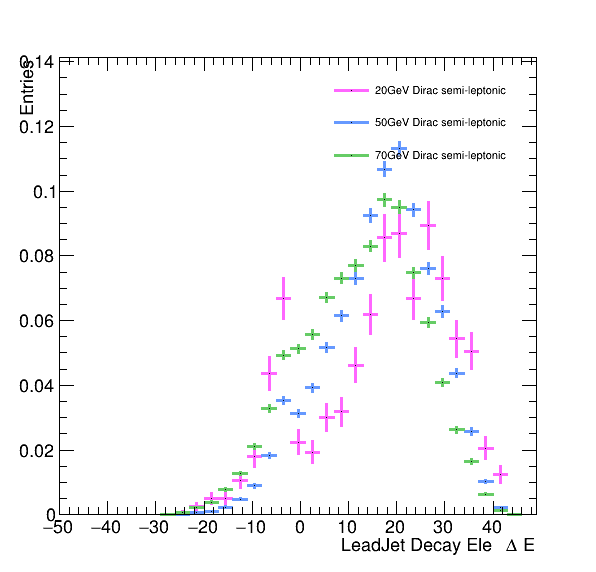 0.14
Entries
20GeV Dirac semi-leptonic
50GeV Dirac semi-leptonic
70GeV Dirac semi-leptonic
0.12
0.1
0.08
0.06
0.04
0.02
0
−50 −40 −30 −20 −10 0 10 20 30 40
LeadJet Decay Ele Δ E